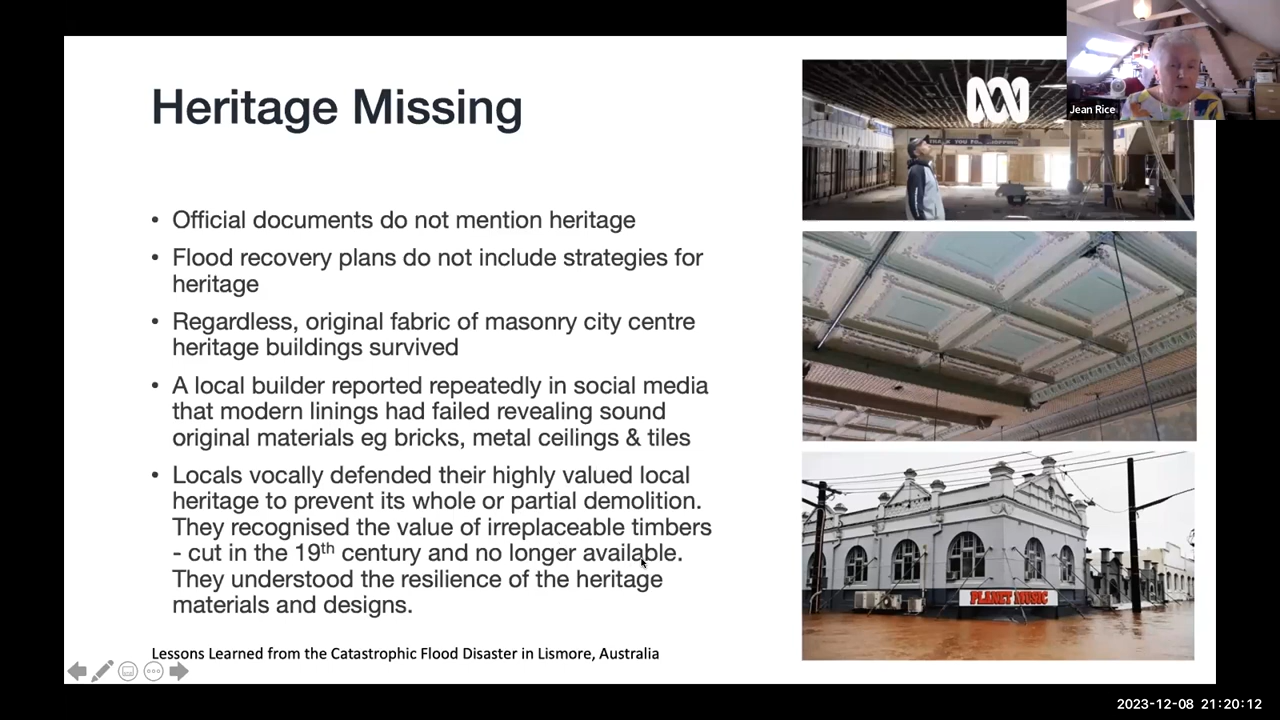 Heritage Missing
• Official documents do not mention heritage
• Flood recovery plans do not include strategies for
heritage
• Regardless, original fabric of masonry city centre
heritage buildings survived
• A local builder reported repeatedly in social media
that modern linings had failed revealing sound
original materials eg bricks, metal ceilings & tiles
• Locals vocally defended their highly valued local
heritage to prevent its whole or partial demolition.
They recognised the value of irreplaceable timbers
- cut in the 19th century and no longer available.
They understood the resilience of the heritage
materials and designs.
Lessons Learned from the Catastrophic Flood Disaster in Lismore, Australia
Jean Rice
THANK YOU FOR SHOPPING
PLANET MUSIC
2023-12-08 21:20:12